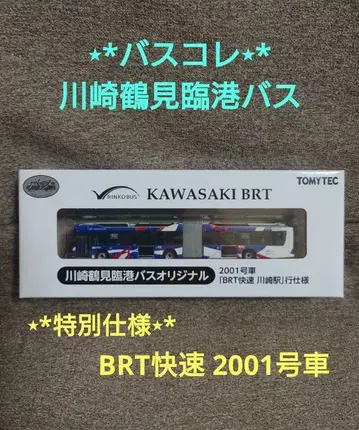 ⋆*バスコレ⋆*
川崎鶴見臨港バス
TOMYTEC
RINKO BUS
KAWASAKI BRT
川崎鶴見臨港バスオリジナル
2001号車
「BRT快速 川崎駅」行仕様
⋆*特別仕様⋆*
BRT快速 2001号車